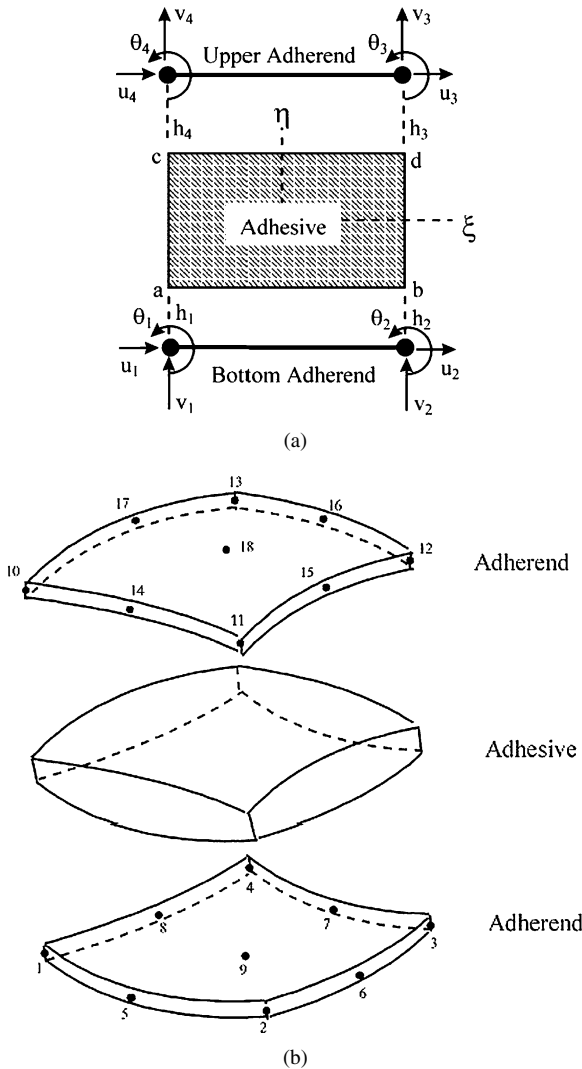 v₄ v₃
θ₄ Upper Adherend θ₃
u₄ u₃
h₄ η h₃
c d
Adhesive ξ
a b
θ₁ h₁ θ₂ h₂
u₁ Bottom Adherend u₂
v₁ v₂
(a)
13
17 16
10 18 12 Adherend
14 15
11
Adhesive
4
8 7 Adherend
1 9 3
5 6
2
(b)